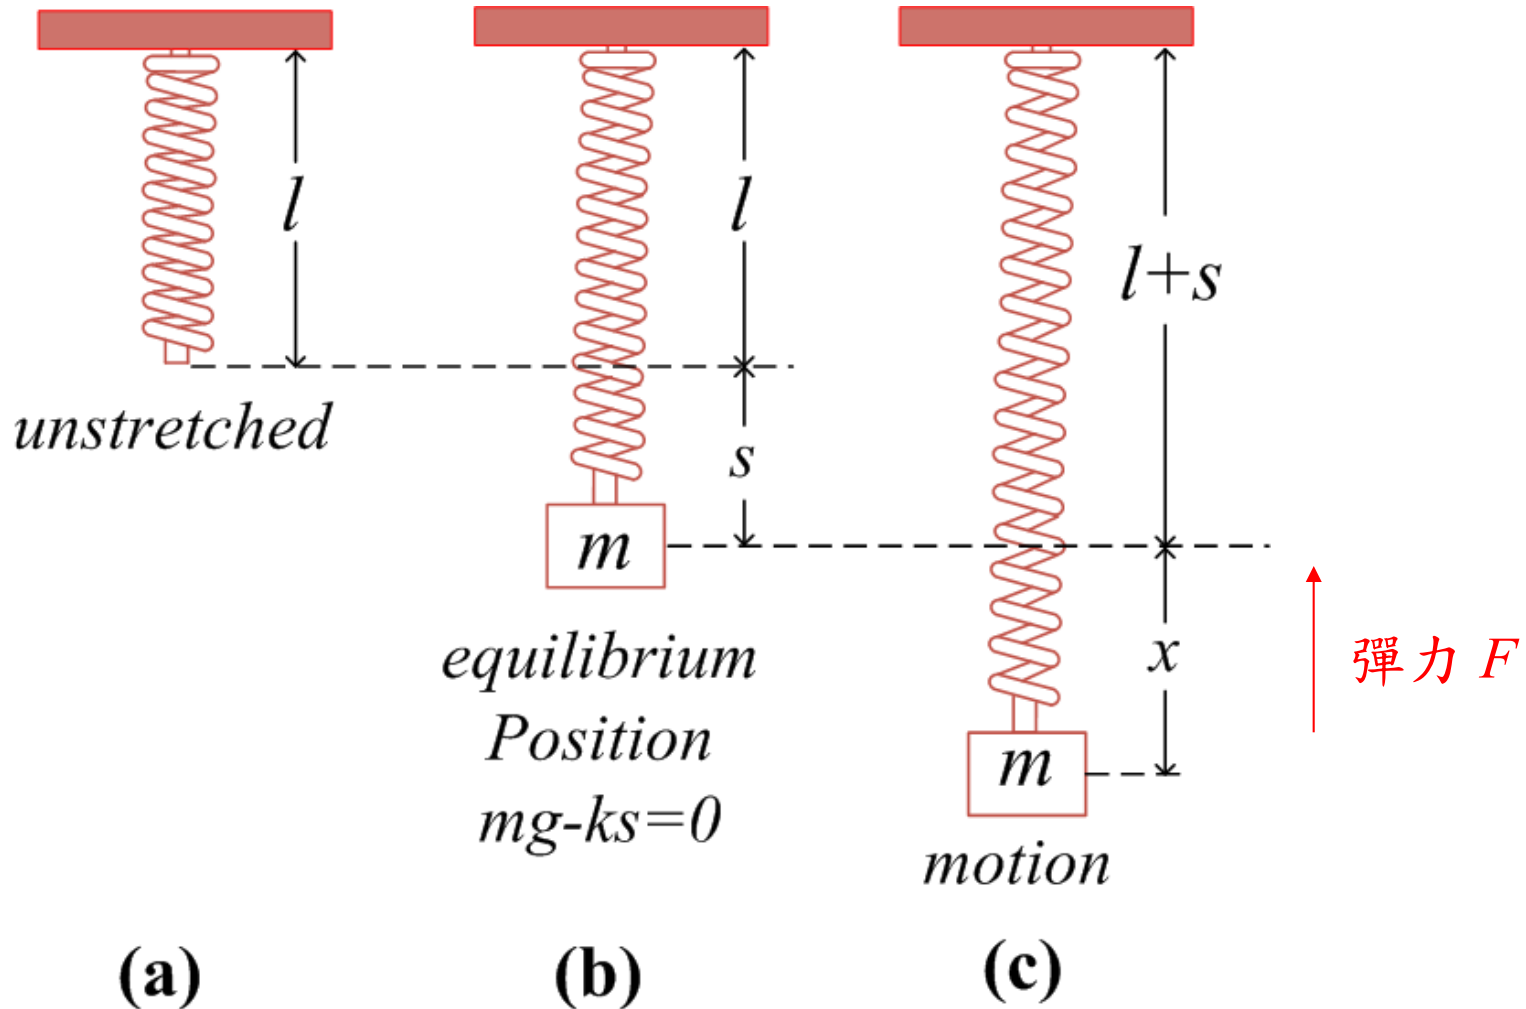 l
unstretched
(a)
l
s
m
equilibrium
Position
mg-ks=0
(b)
l+s
x
m
motion
(c)
彈力 F